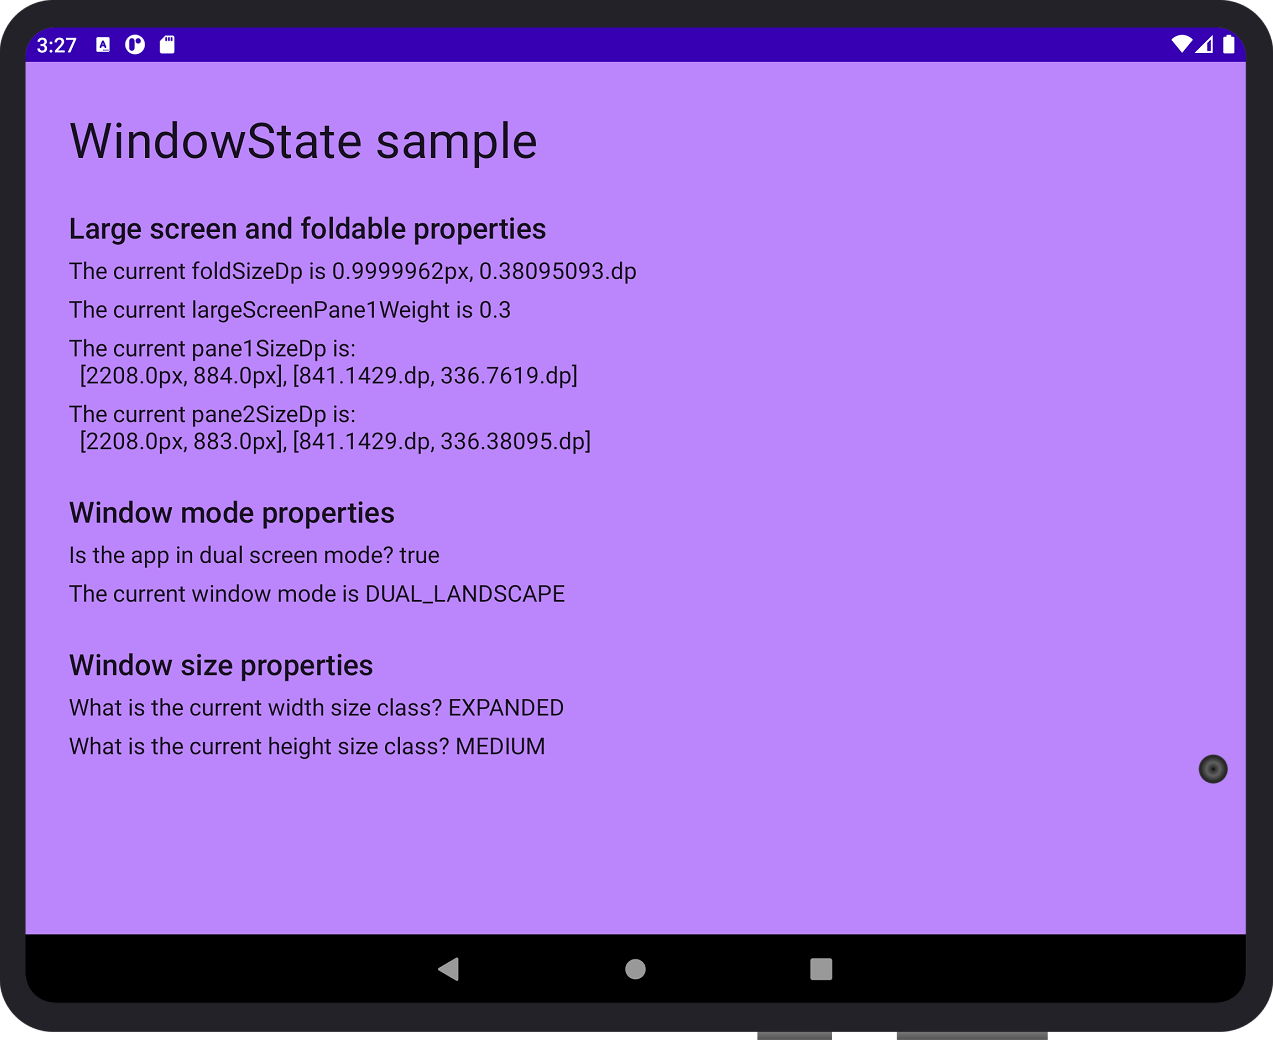 3:27
WindowState sample
Large screen and foldable properties
The current foldSizeDp is 0.9999962px, 0.38095093.dp
The current largeScreenPane1Weight is 0.3
The current pane1SizeDp is:
[2208.0px, 884.0px], [841.1429.dp, 336.7619.dp]
The current pane2SizeDp is:
[2208.0px, 883.0px], [841.1429.dp, 336.38095.dp]
Window mode properties
Is the app in dual screen mode? true
The current window mode is DUAL_LANDSCAPE
Window size properties
What is the current width size class? EXPANDED
What is the current height size class? MEDIUM